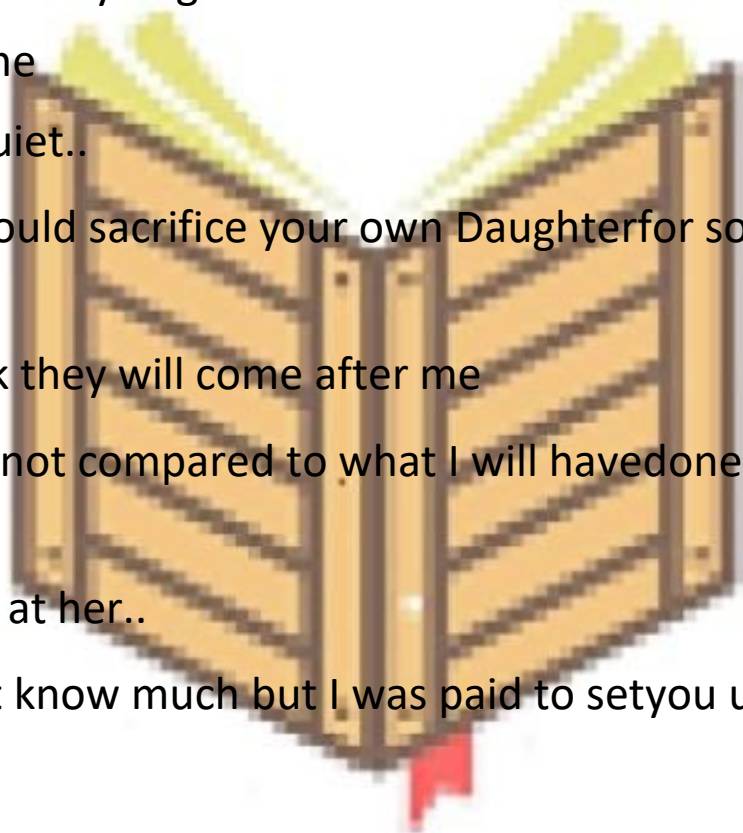 ne
uiet..
ould sacrifice your own Daughterfor so
k they will come after me
not compared to what I will havedone
at her..
t know much but I was paid to setyou u